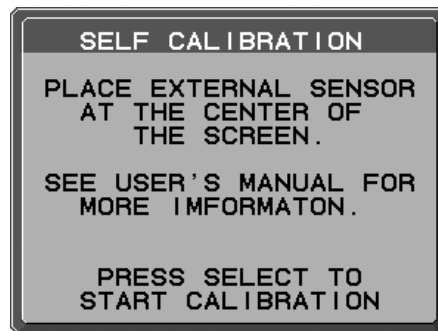 SELF CALIBRATION
PLACE EXTERNAL SENSOR
AT THE CENTER OF
THE SCREEN.
SEE USER'S MANUAL FOR
MORE IMFORMATON.
PRESS SELECT TO
START CALIBRATION